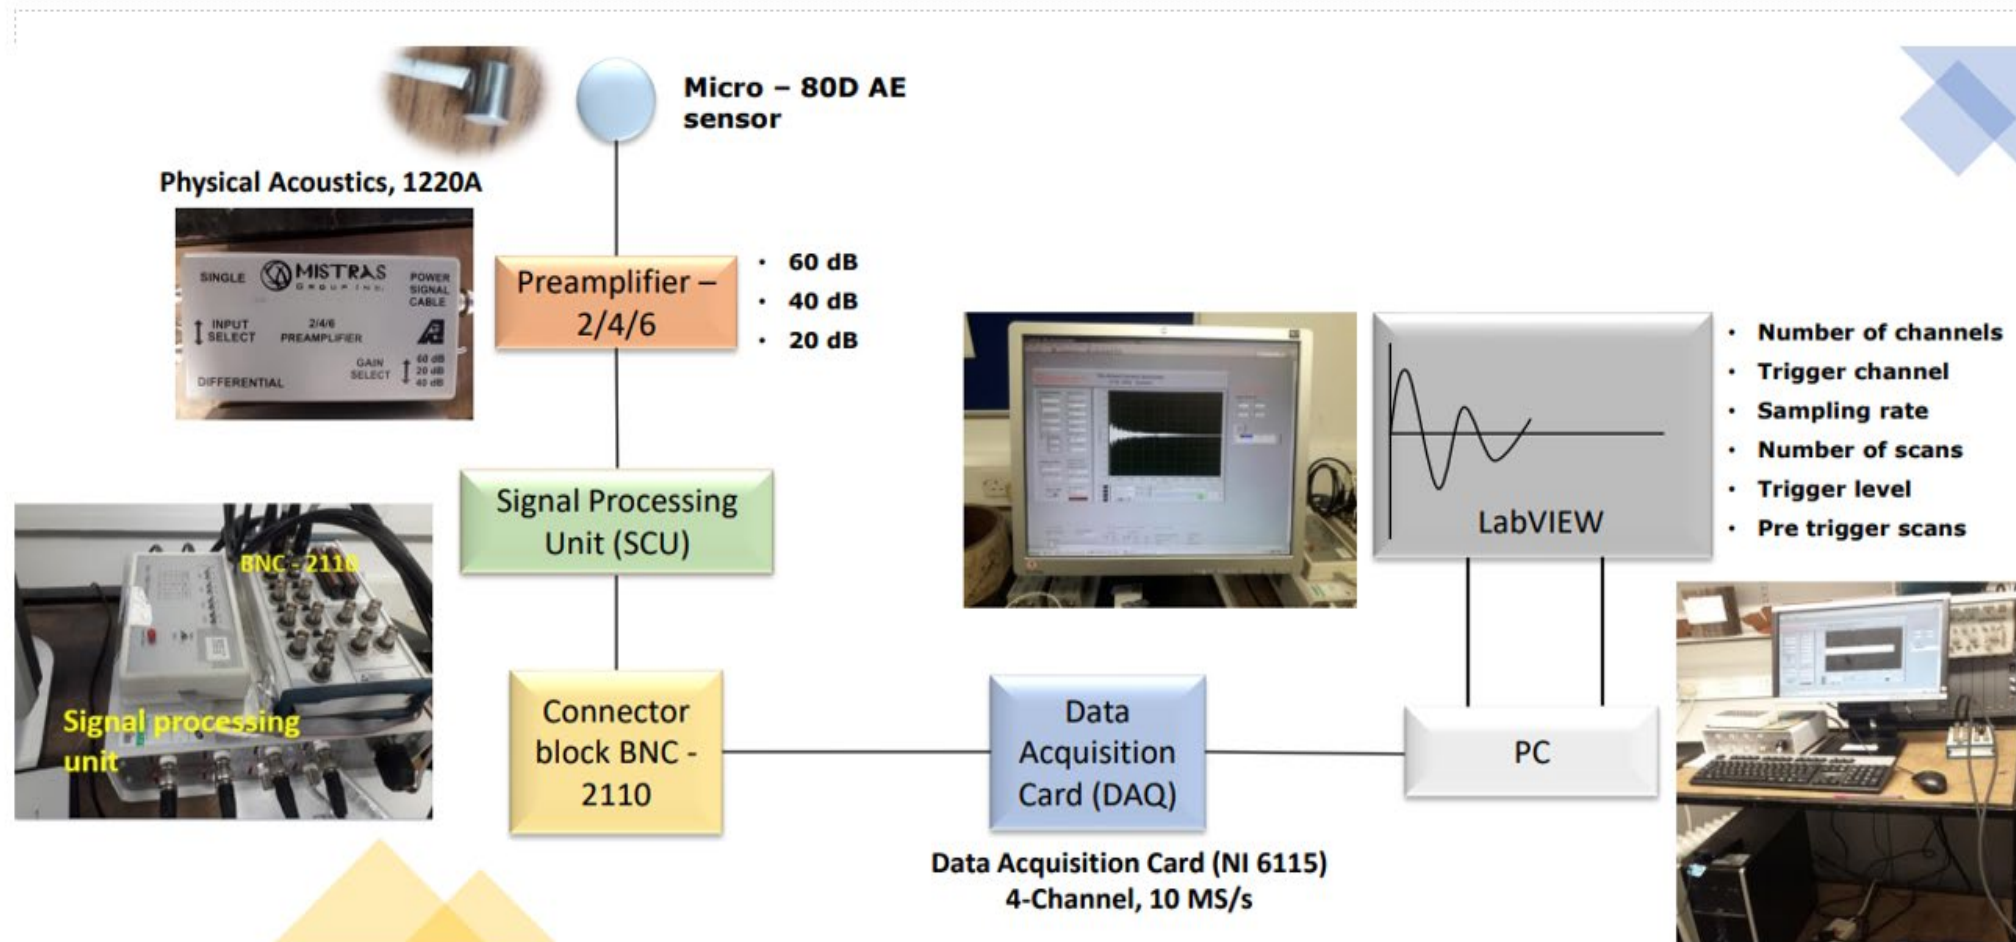 Micro – 80D AE
sensor
Physical Acoustics, 1220A
SINGLE
MISTRAS
GROUP INC.
POWER
SIGNAL
CABLE
INPUT
SELECT
2/4/6
PREAMPLIFIER
GAIN
SELECT
60 dB
20 dB
40 dB
DIFFERENTIAL
Preamplifier –
2/4/6
• 60 dB
• 40 dB
• 20 dB
Signal Processing
Unit (SCU)
BNC - 2110
Signal processing
unit
LabVIEW
• Number of channels
• Trigger channel
• Sampling rate
• Number of scans
• Trigger level
• Pre trigger scans
Connector
block BNC -
2110
Data
Acquisition
Card (DAQ)
PC
Data Acquisition Card (NI 6115)
4-Channel, 10 MS/s